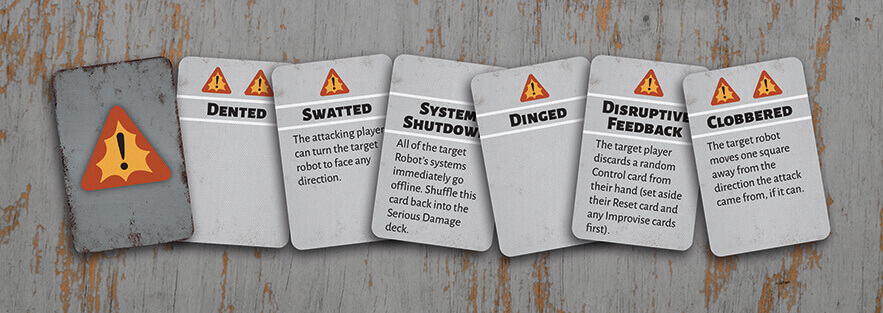 Dented
Swatted
The attacking player
can turn the target
robot to face any
direction.
System
Shutdow
All of the target
Robot's systems
immediately go
offline. Shuffle this
card back into the
Serious Damage
deck.
Dinged
Disruptive
Feedback
The target player
discards a random
Control card from
their hand (set aside
their Reset card and
any Improvise cards
first).
Clobbered
The target robot
moves one square
away from the
direction the attack
came from, if it can.